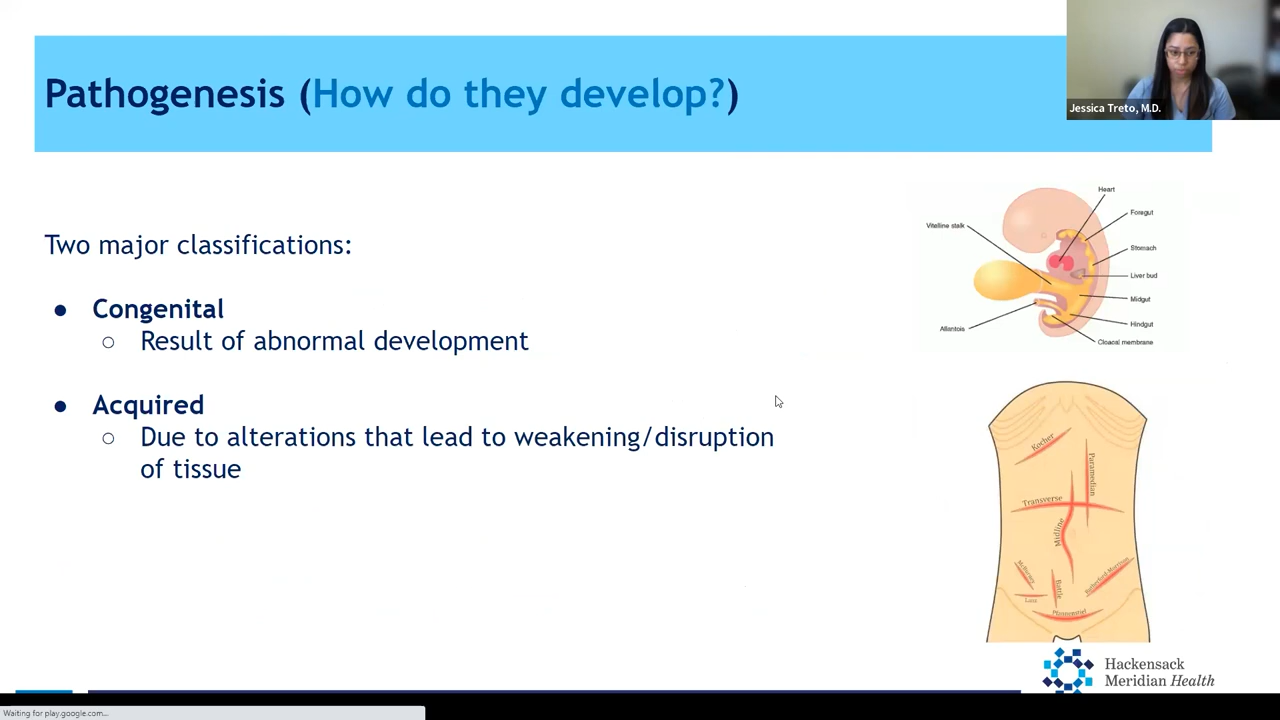 Pathogenesis (How do they develop?)
Jessica Treto, M.D.
Two major classifications:
● Congenital
○ Result of abnormal development
● Acquired
○ Due to alterations that lead to weakening/disruption
of tissue
Heart
Foregut
Vitelline stalk
Stomach
Liver bud
Midgut
Hindgut
Allantois
Cloacal membrane
Kocher
Paramedian
Transverse
Midline
McBurney
Battle
Rutherford Morrison
Lanz
Pfannenstiel
Hackensack
Meridian Health
Waiting for play.google.com...